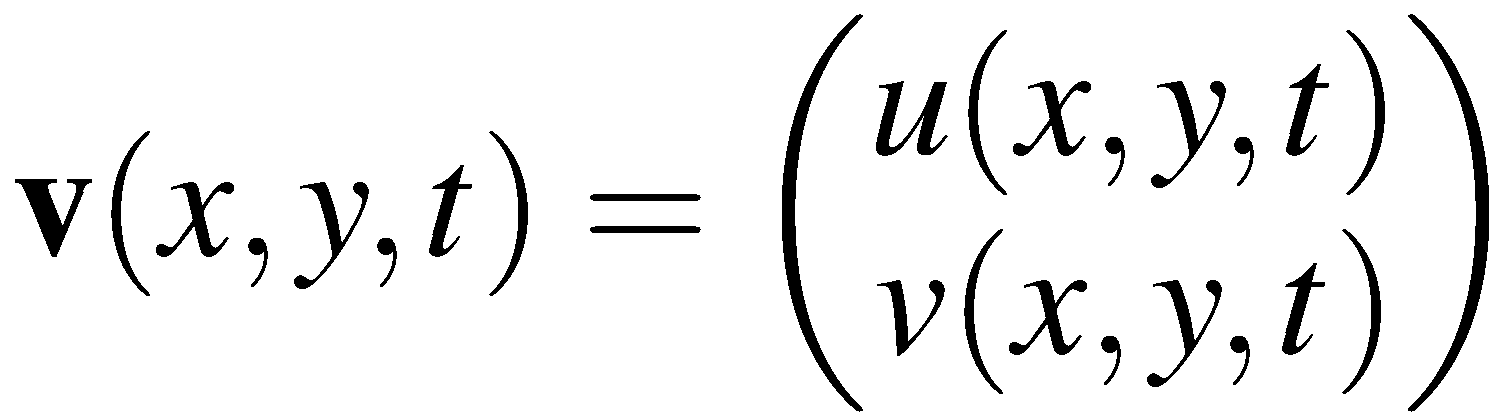 v(x, y, t) = ( u(x, y, t)
v(x, y, t) )